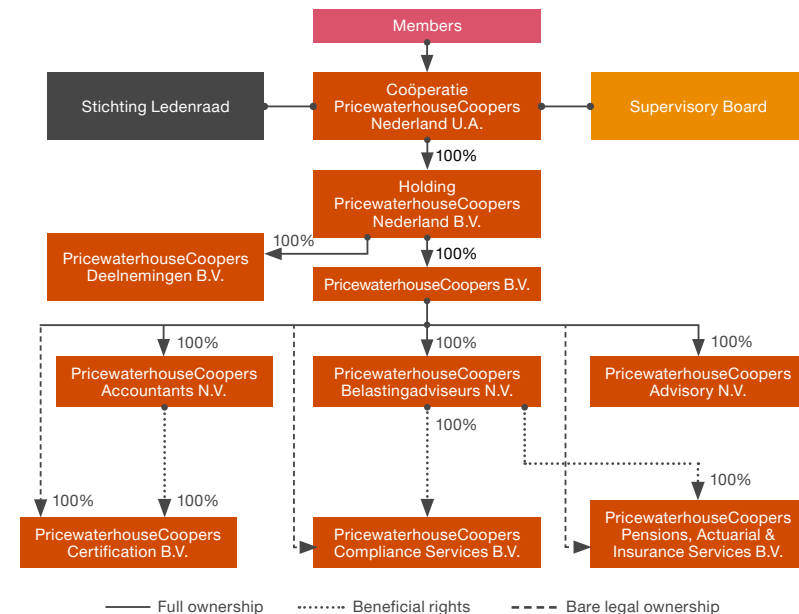 Members
Stichting Ledenraad
Coöperatie
PricewaterhouseCoopers
Nederland U.A.
Supervisory Board
100%
Holding
PricewaterhouseCoopers
Nederland B.V.
100%
100%
PricewaterhouseCoopers
Deelnemingen B.V.
PricewaterhouseCoopers B.V.
100%
100%
100%
PricewaterhouseCoopers
Accountants N.V.
PricewaterhouseCoopers
Belastingadviseurs N.V.
PricewaterhouseCoopers
Advisory N.V.
100%
100%
100%
100%
PricewaterhouseCoopers
Certification B.V.
PricewaterhouseCoopers
Compliance Services B.V.
PricewaterhouseCoopers
Pensions, Actuarial &
Insurance Services B.V.
Full ownership
Beneficial rights
Bare legal ownership